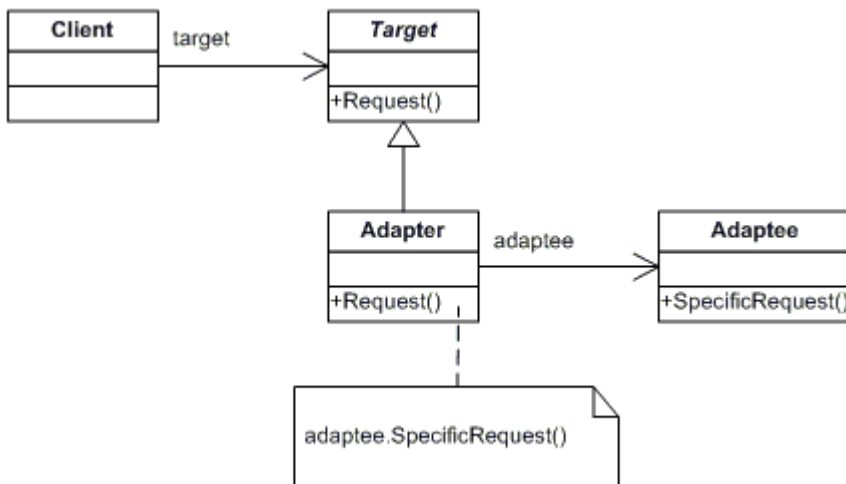 Client
target
Target
+Request()
Adapter
adaptee
Adaptee
+Request()
+SpecificRequest()
adaptee.SpecificRequest()